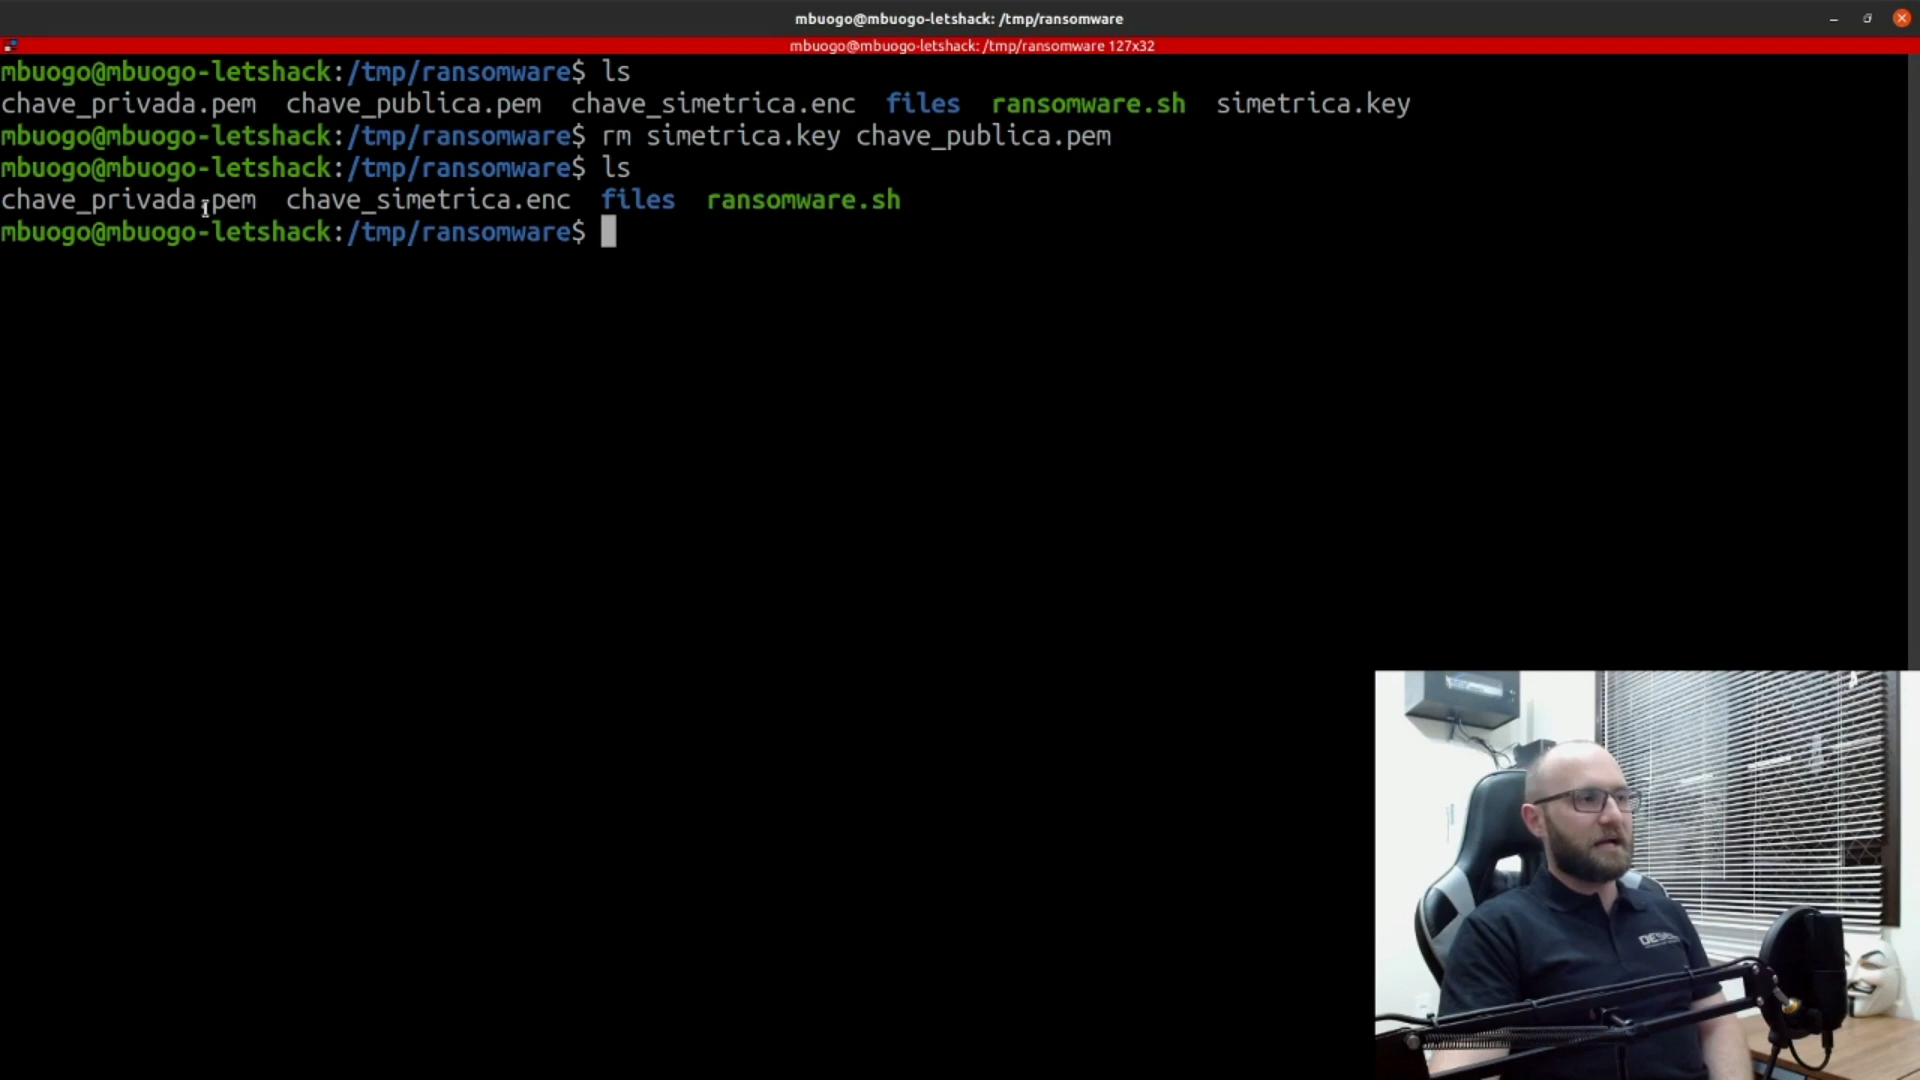 mbuogo@mbuogo-letshack: /tmp/ransomware
mbuogo@mbuogo-letshack: /tmp/ransomware 127x32
mbuogo@mbuogo-letshack:/tmp/ransomware$ ls
chave_privada.pem chave_publica.pem chave_simetrica.enc files ransomware.sh simetrica.key
mbuogo@mbuogo-letshack:/tmp/ransomware$ rm simetrica.key chave_publica.pem
mbuogo@mbuogo-letshack:/tmp/ransomware$ ls
chave_privada.pem chave_simetrica.enc files ransomware.sh
mbuogo@mbuogo-letshack:/tmp/ransomware$